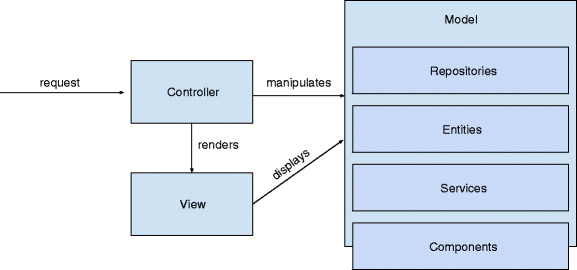 Model
request
Controller
manipulates
Repositories
renders
Entities
displays
View
Services
Components